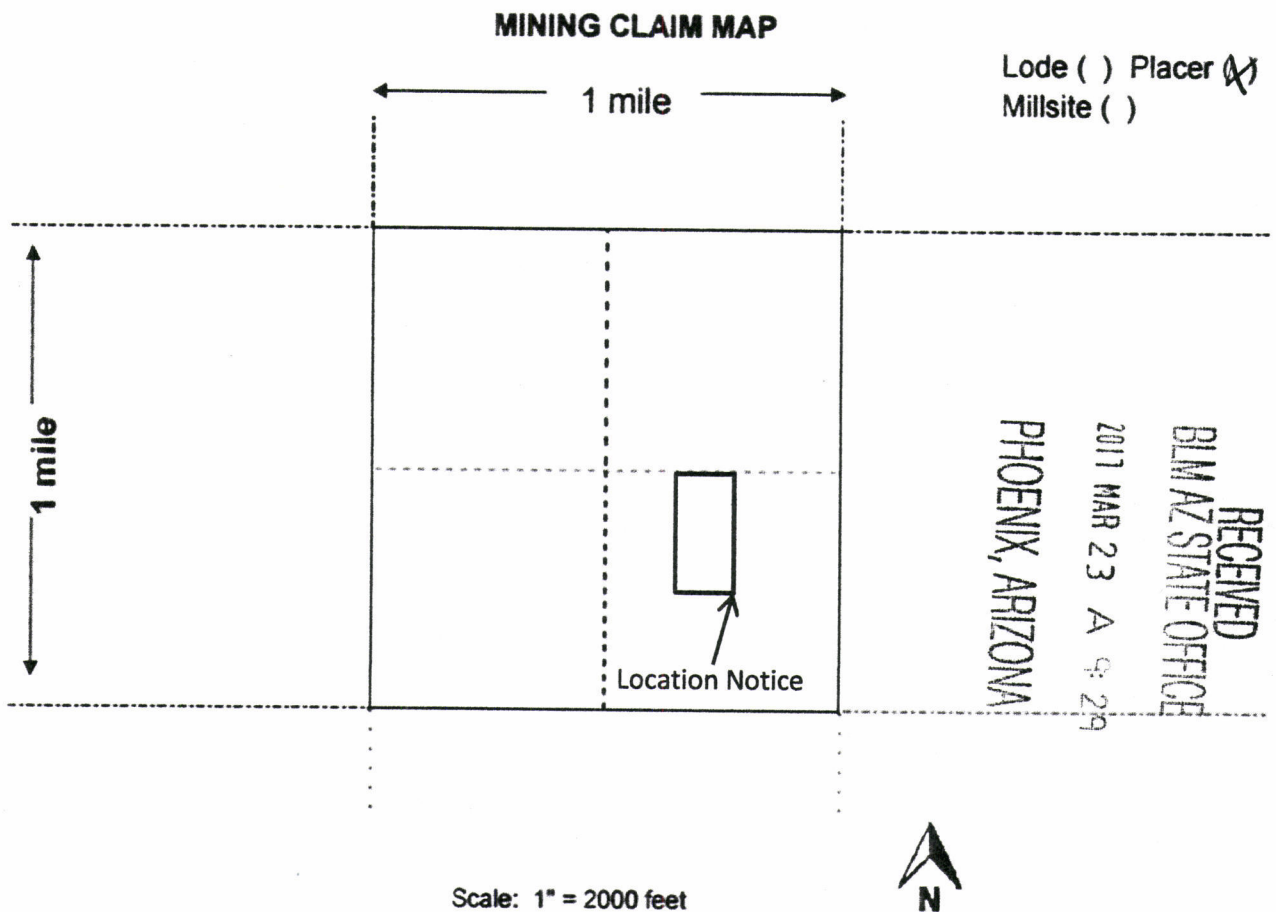 MINING CLAIM MAP
Lode ( ) Placer (X)
Millsite ( )
1 mile
1 mile
Location Notice
RECEIVED
BLM AZ STATE OFFICE
2017 MAR 23 A 9:29
PHOENIX, ARIZONA
Scale: 1" = 2000 feet
N